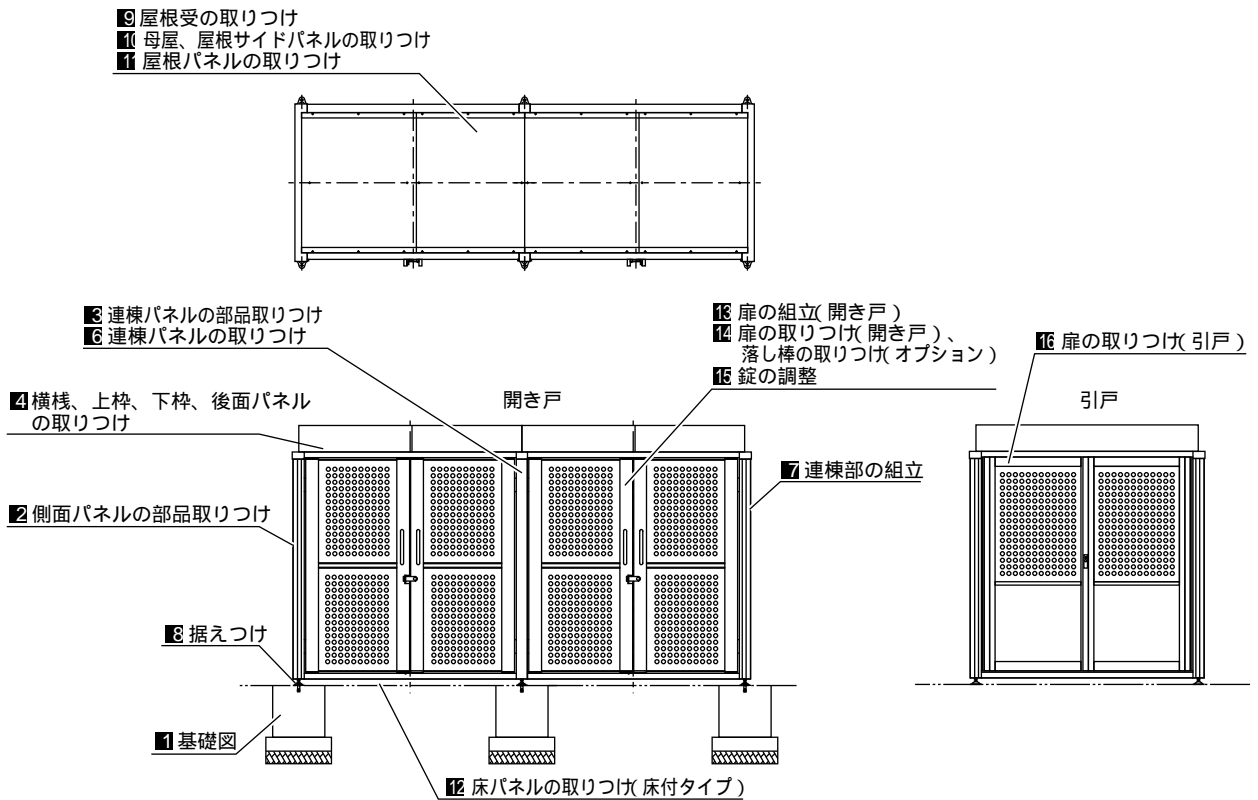 9 屋根受の取りつけ
10 母屋、屋根サイドパネルの取りつけ
11 屋根パネルの取りつけ
3 連棟パネルの部品取りつけ
6 連棟パネルの取りつけ
13 扉の組立(開き戸)
14 扉の取りつけ(開き戸)、
落し棒の取りつけ(オプション)
15 錠の調整
16 扉の取りつけ(引戸)
4 横桟、上枠、下枠、後面パネル
の取りつけ
開き戸
引戸
7 連棟部の組立
2 側面パネルの部品取りつけ
8 据えつけ
1 基礎図
12 床パネルの取りつけ(床付タイプ)